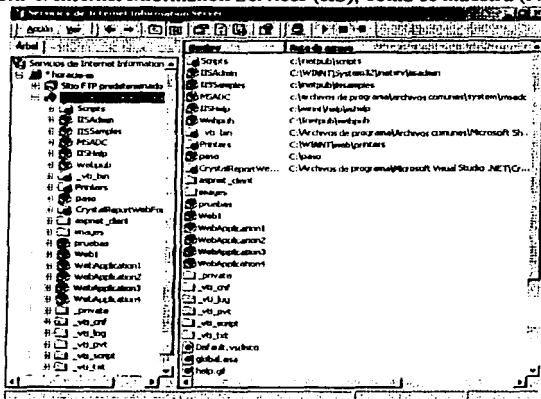 Servicios de Internet Information Server
Acción Ver
Árbol
Servicios de Internet Information
* horacio-w
Sitio FTP predeterminado
Scripts
IISAdmin
IISSamples
MSADC
IISHelp
Webpub
_vti_bin
Printers
paso
CrystalReportWebFor
aspnet_client
images
pruebas
Web1
WebApplication1
WebApplication2
WebApplication3
WebApplication4
_private
_vti_cnf
_vti_log
_vti_pvt
_vti_script
_vti_txt
Nombre Ruta de acceso
Scripts c:\inetpub\scripts
IISAdmin C:\WINNT\System32\inetsrv\iisadmin
IISSamples c:\inetpub\iissamples
MSADC c:\archivos de programa\archivos comunes\system\msadc
IISHelp c:\winnt\help\iishelp
Webpub C:\Inetpub\webpub
_vti_bin C:\Archivos de programa\Archivos comunes\Microsoft Sh...
Printers C:\WINNT\web\printers
paso C:\paso
CrystalReportWe... C:\Archivos de programa\Microsoft Visual Studio .NET\Cr...
aspnet_client
images
pruebas
Web1
WebApplication1
WebApplication2
WebApplication3
WebApplication4
_private
_vti_cnf
_vti_log
_vti_pvt
_vti_script
_vti_txt
Default.vsdisco
global.asa
help.gif